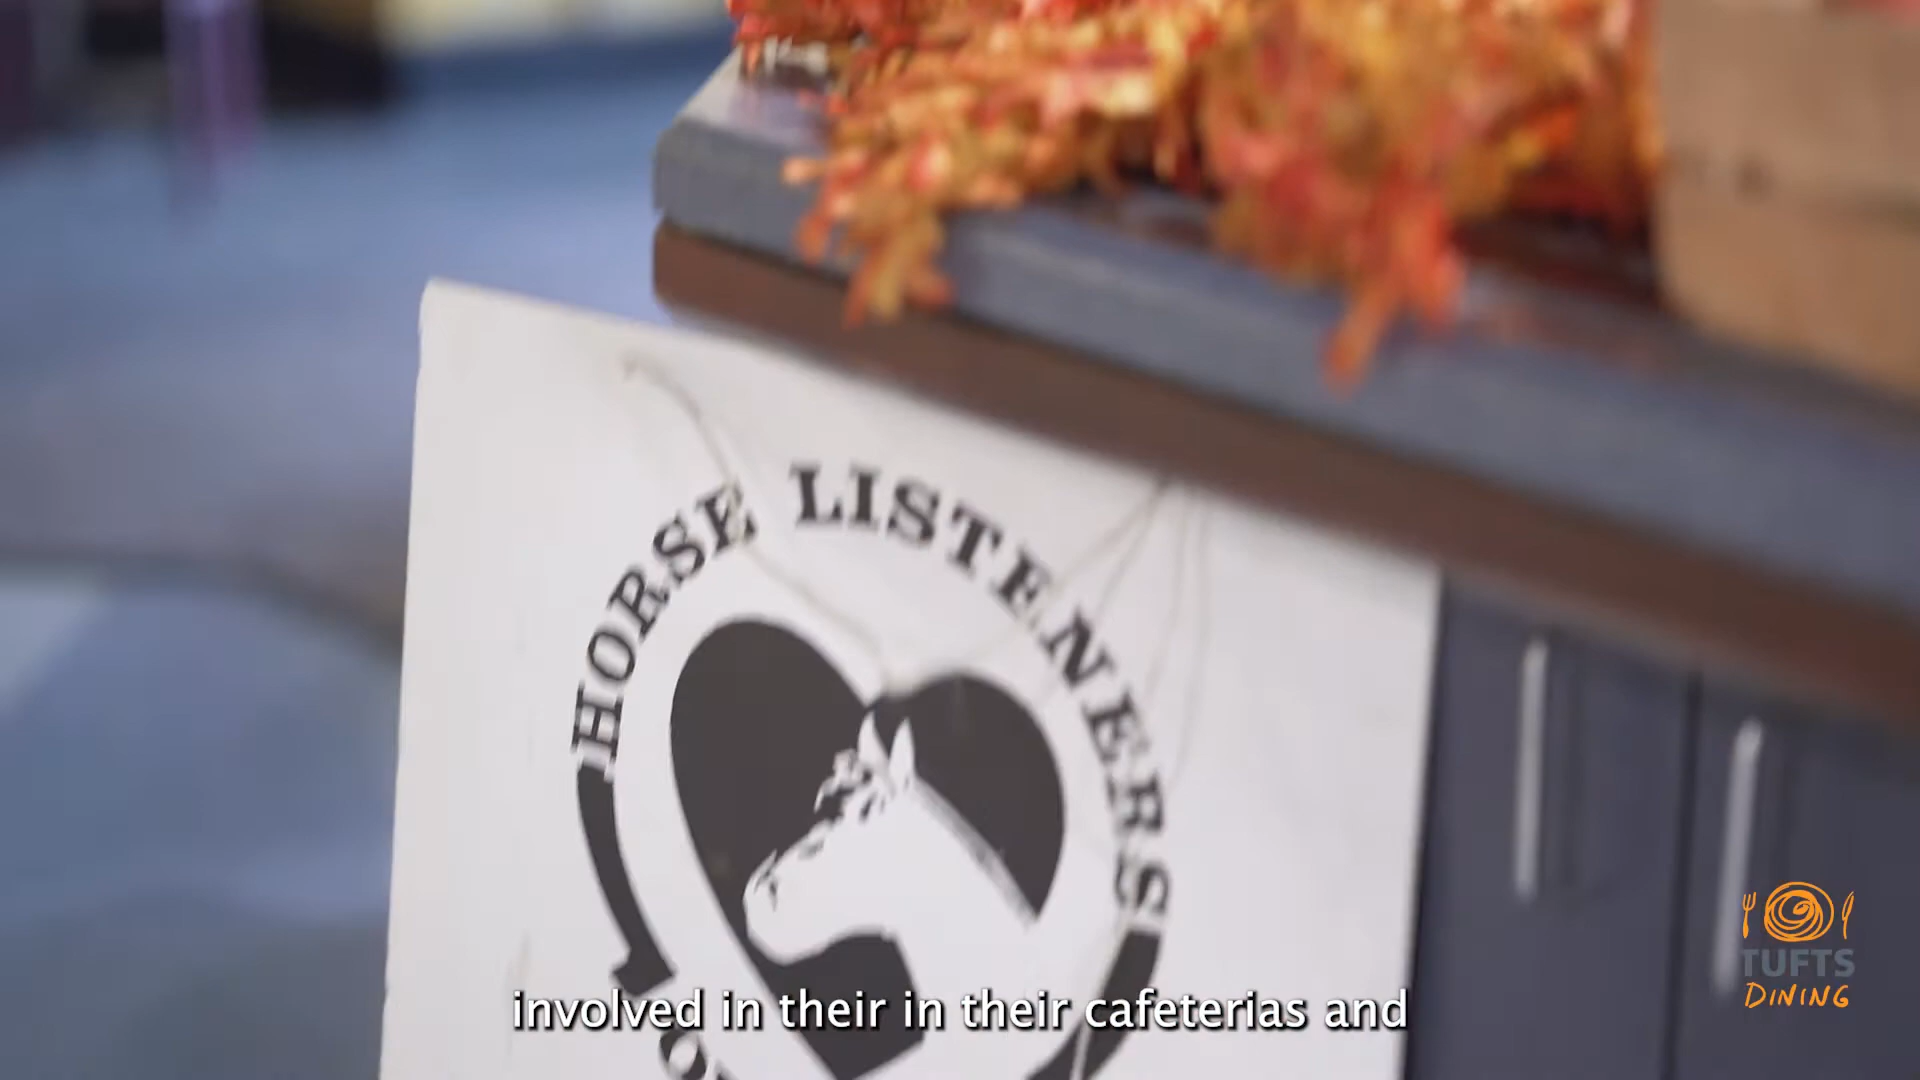 HORSE LISTENERS
involved in their in their cafeterias and
TUFTS
DINING